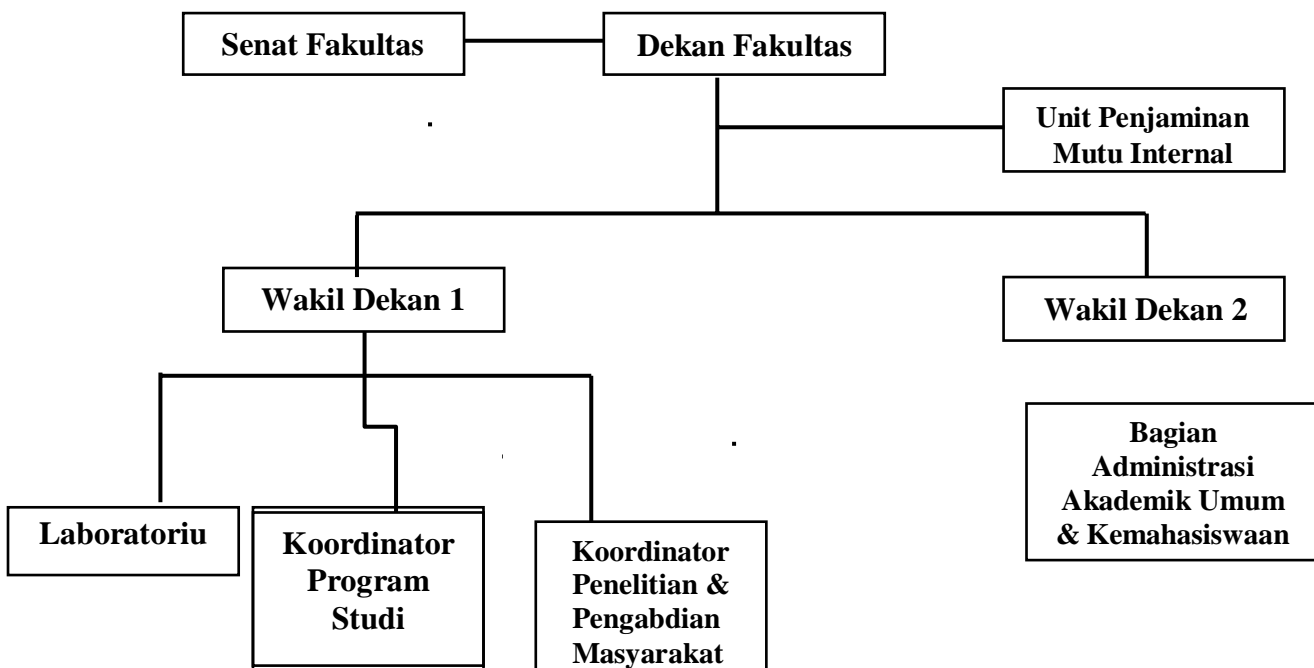 Senat Fakultas
Dekan Fakultas
Unit Penjaminan
Mutu Internal
Wakil Dekan 1
Wakil Dekan 2
Bagian
Administrasi
Akademik Umum
& Kemahasiswaan
Laboratoriu
Koordinator
Program
Studi
Koordinator
Penelitian &
Pengabdian
Masyarakat